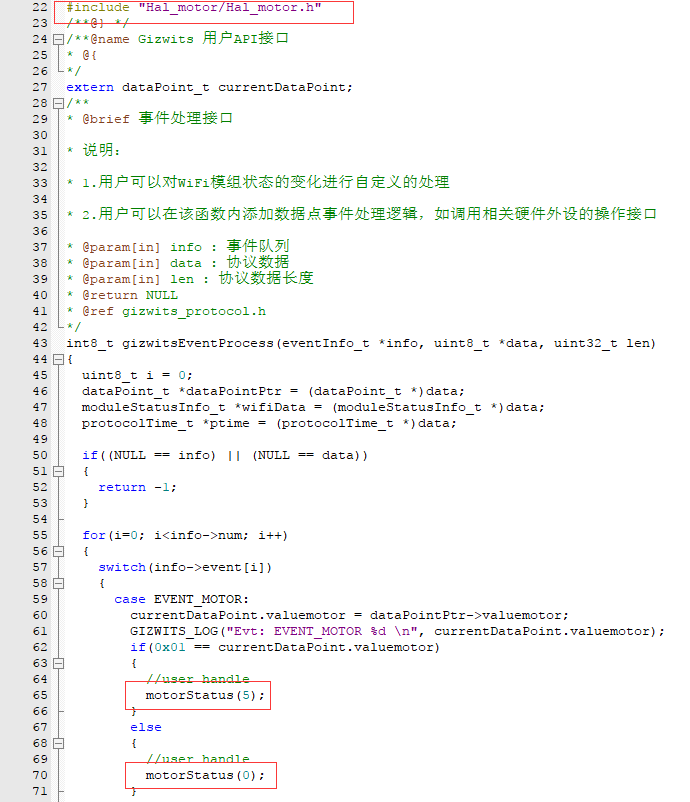 22 #include "Hal_motor/Hal_motor.h"
23 /**@} */
24 /**@name Gizwits 用户API接口
25 * @{
26 */
27 extern dataPoint_t currentDataPoint;
28 /**
29 * @brief 事件处理接口
30
31 * 说明:
32
33 * 1.用户可以对WiFi模组状态的变化进行自定义的处理
34
35 * 2.用户可以在该函数内添加数据点事件处理逻辑，如调用相关硬件外设的操作接口
36
37 * @param[in] info : 事件队列
38 * @param[in] data : 协议数据
39 * @param[in] len : 协议数据长度
40 * @return NULL
41 * @ref gizwits_protocol.h
42 */
43 int8_t gizwitsEventProcess(eventInfo_t *info, uint8_t *data, uint32_t len)
44 {
45 uint8_t i = 0;
46 dataPoint_t *dataPointPtr = (dataPoint_t *)data;
47 moduleStatusInfo_t *wifiData = (moduleStatusInfo_t *)data;
48 protocolTime_t *ptime = (protocolTime_t *)data;
49
50 if((NULL == info) || (NULL == data))
51 {
52 return -1;
53 }
54
55 for(i=0; i<info->num; i++)
56 {
57 switch(info->event[i])
58 {
59 case EVENT_MOTOR:
60 currentDataPoint.valuemotor = dataPointPtr->valuemotor;
61 GIZWITS_LOG("Evt: EVENT_MOTOR %d \n", currentDataPoint.valuemotor);
62 if(0x01 == currentDataPoint.valuemotor)
63 {
64 //user handle
65 motorStatus(5);
66 }
67 else
68 {
69 //user handle
70 motorStatus(0);
71 }